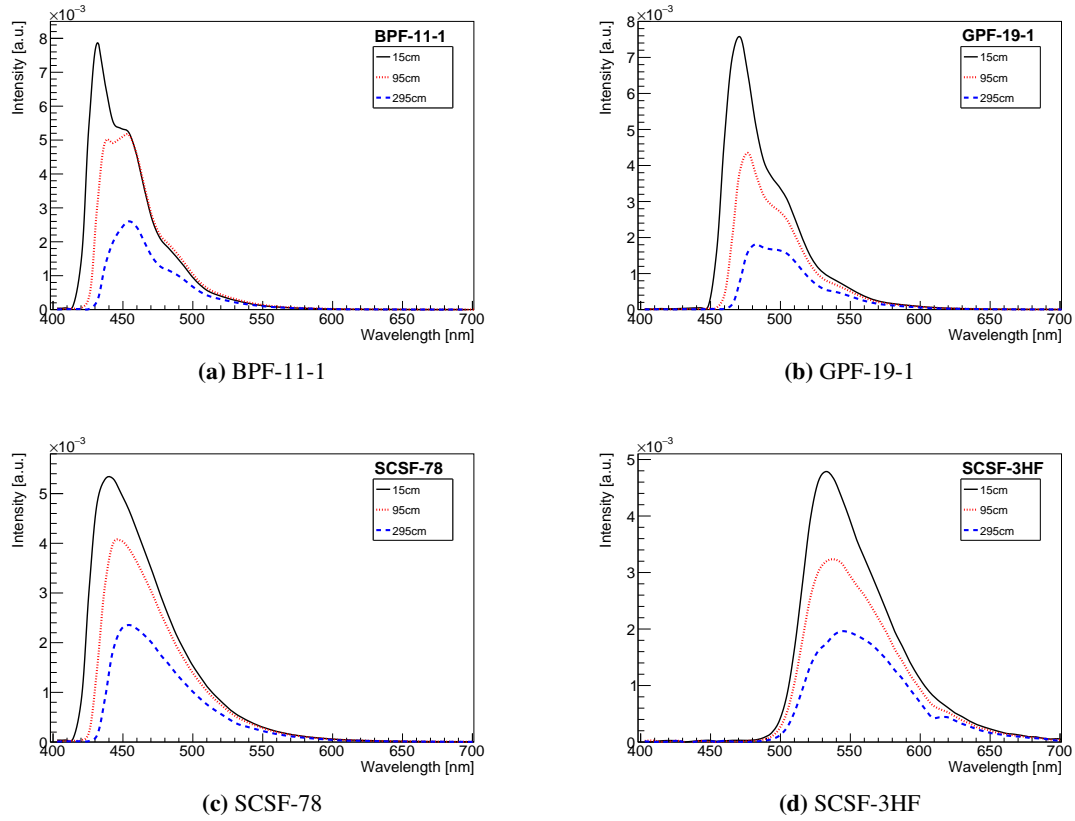 ×10⁻³
Intensity [a.u.]
BPF-11-1
15cm
95cm
295cm
8
7
6
5
4
3
2
1
0
400 450 500 550 600 650 700
Wavelength [nm]
(a) BPF-11-1
×10⁻³
Intensity [a.u.]
GPF-19-1
15cm
95cm
295cm
8
7
6
5
4
3
2
1
0
400 450 500 550 600 650 700
Wavelength [nm]
(b) GPF-19-1
×10⁻³
Intensity [a.u.]
SCSF-78
15cm
95cm
295cm
5
4
3
2
1
0
400 450 500 550 600 650 700
Wavelength [nm]
(c) SCSF-78
×10⁻³
Intensity [a.u.]
SCSF-3HF
15cm
95cm
295cm
5
4
3
2
1
0
400 450 500 550 600 650 700
Wavelength [nm]
(d) SCSF-3HF